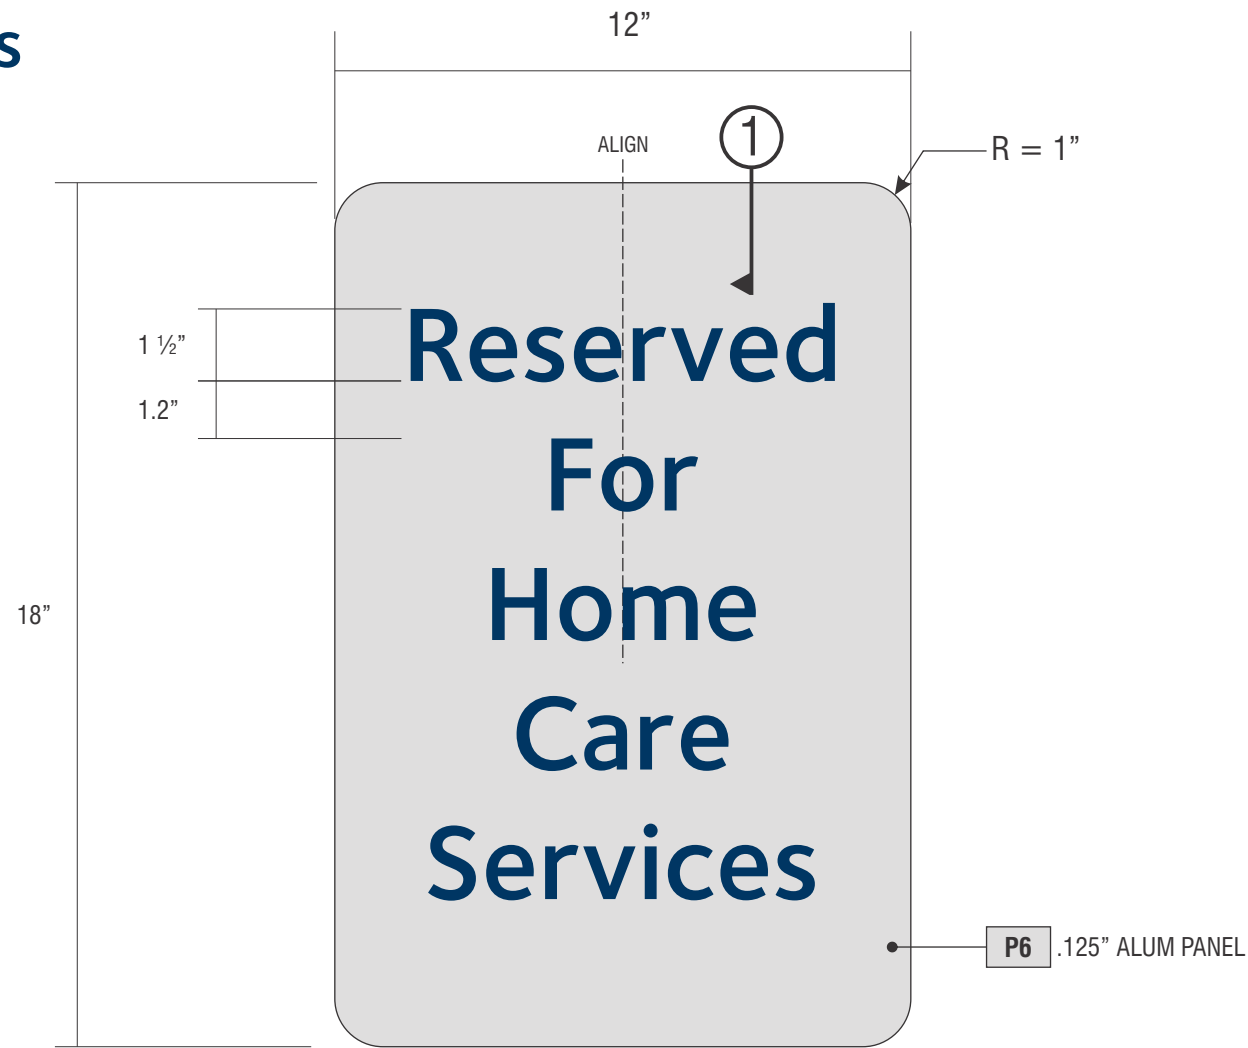 12”
s
ALIGN
1
R = 1”
Reserved
1 ½”
1.2”
For
Home
18”
Care
Services
P6 .125” ALUM PANEL